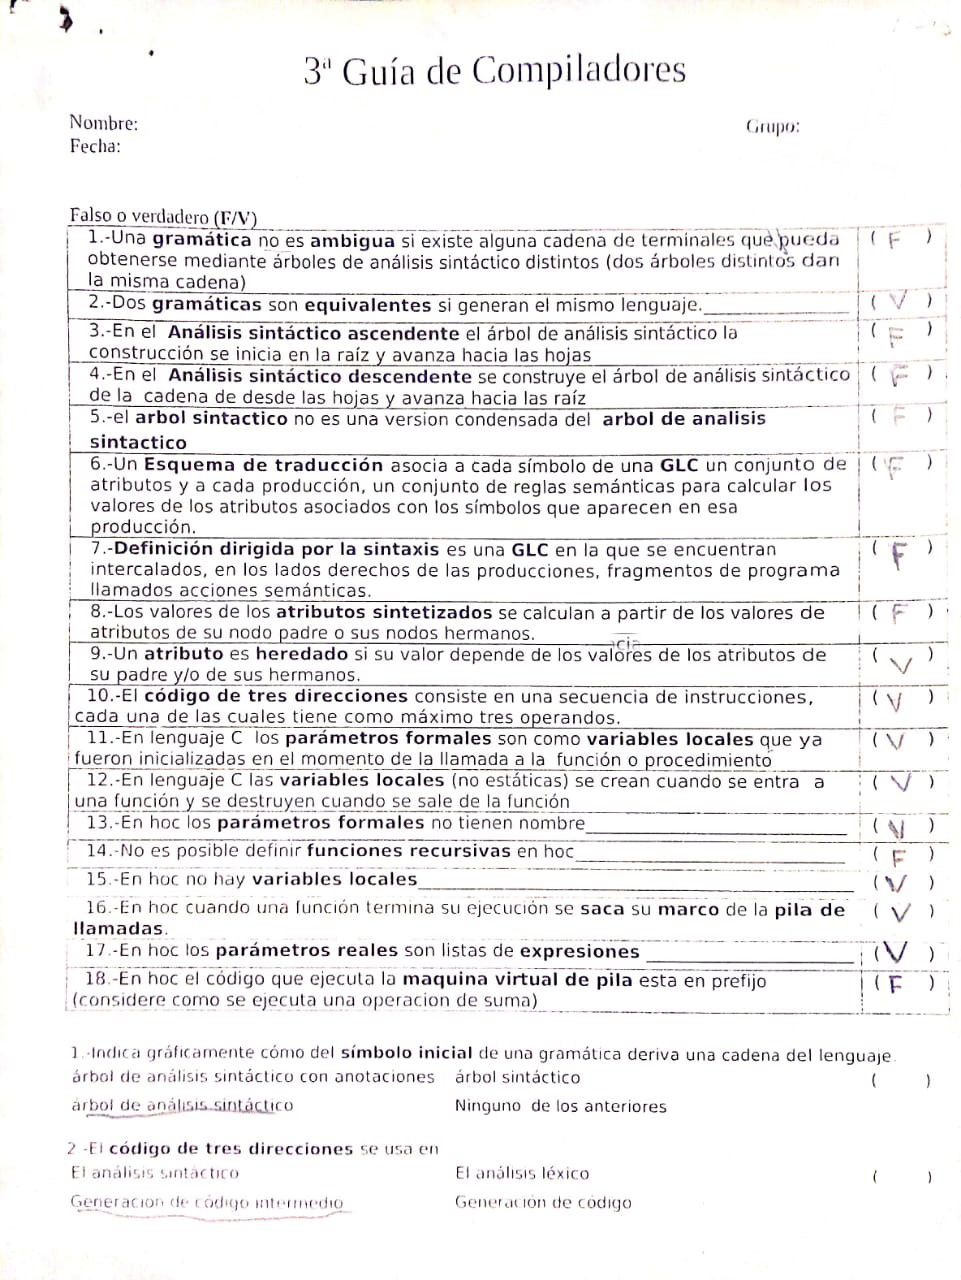 3ª Guía de Compiladores
Nombre: Grupo:
Fecha:
Falso o verdadero (F/V)
1.-Una gramática no es ambigua si existe alguna cadena de terminales que pueda ( F )
obtenerse mediante árboles de análisis sintáctico distintos (dos árboles distintos dan
la misma cadena)
2.-Dos gramáticas son equivalentes si generan el mismo lenguaje. ( V )
3.-En el Análisis sintáctico ascendente el árbol de análisis sintáctico la ( F )
construcción se inicia en la raíz y avanza hacia las hojas
4.-En el Análisis sintáctico descendente se construye el árbol de análisis sintáctico ( F )
de la cadena de desde las hojas y avanza hacia las raíz
5.-el arbol sintactico no es una version condensada del arbol de analisis ( F )
sintactico
6.-Un Esquema de traducción asocia a cada símbolo de una GLC un conjunto de ( F )
atributos y a cada producción, un conjunto de reglas semánticas para calcular los
valores de los atributos asociados con los símbolos que aparecen en esa
producción.
7.-Definición dirigida por la sintaxis es una GLC en la que se encuentran ( F )
intercalados, en los lados derechos de las producciones, fragmentos de programa
llamados acciones semánticas.
8.-Los valores de los atributos sintetizados se calculan a partir de los valores de ( F )
atributos de su nodo padre o sus nodos hermanos.
9.-Un atributo es heredado si su valor depende de los valores de los atributos de ( V )
su padre y/o de sus hermanos.
10.-El código de tres direcciones consiste en una secuencia de instrucciones, ( V )
cada una de las cuales tiene como máximo tres operandos.
11.-En lenguaje C los parámetros formales son como variables locales que ya ( V )
fueron inicializadas en el momento de la llamada a la función o procedimiento
12.-En lenguaje C las variables locales (no estáticas) se crean cuando se entra a ( V )
una función y se destruyen cuando se sale de la función
13.-En hoc los parámetros formales no tienen nombre ( V )
14.-No es posible definir funciones recursivas en hoc ( F )
15.-En hoc no hay variables locales ( V )
16.-En hoc cuando una función termina su ejecución se saca su marco de la pila de ( V )
llamadas.
17.-En hoc los parámetros reales son listas de expresiones ( V )
18.-En hoc el código que ejecuta la maquina virtual de pila esta en prefijo ( F )
(considere como se ejecuta una operacion de suma)
1.-Indica gráficamente cómo del símbolo inicial de una gramática deriva una cadena del lenguaje.
árbol de análisis sintáctico con anotaciones árbol sintáctico ( )
árbol de análisis sintáctico Ninguno de los anteriores
2.-El código de tres direcciones se usa en
El análisis sintáctico El análisis léxico ( )
Generacion de código intermedio Generación de código